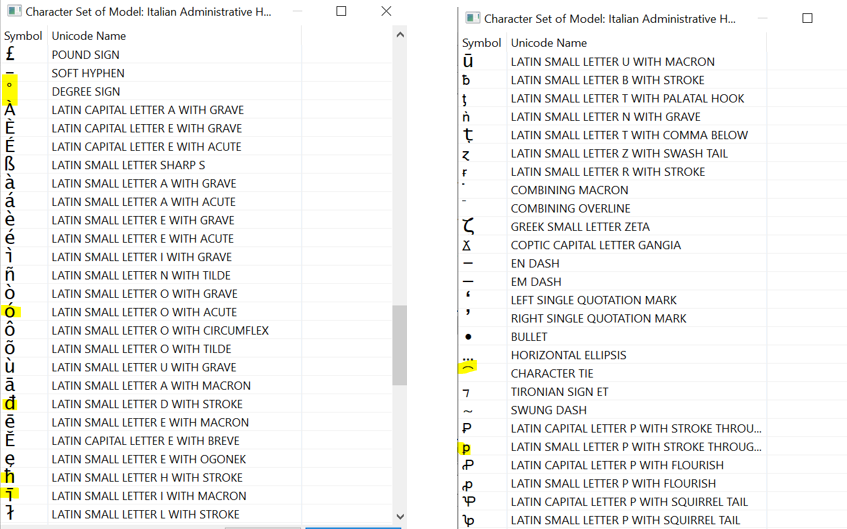 Character Set of Model: Italian Administrative H...
Symbol Unicode Name
£ POUND SIGN
- SOFT HYPHEN
° DEGREE SIGN
À LATIN CAPITAL LETTER A WITH GRAVE
È LATIN CAPITAL LETTER E WITH GRAVE
É LATIN CAPITAL LETTER E WITH ACUTE
ß LATIN SMALL LETTER SHARP S
à LATIN SMALL LETTER A WITH GRAVE
á LATIN SMALL LETTER A WITH ACUTE
è LATIN SMALL LETTER E WITH GRAVE
é LATIN SMALL LETTER E WITH ACUTE
ì LATIN SMALL LETTER I WITH GRAVE
ñ LATIN SMALL LETTER N WITH TILDE
ò LATIN SMALL LETTER O WITH GRAVE
ó LATIN SMALL LETTER O WITH ACUTE
ô LATIN SMALL LETTER O WITH CIRCUMFLEX
õ LATIN SMALL LETTER O WITH TILDE
ù LATIN SMALL LETTER U WITH GRAVE
ā LATIN SMALL LETTER A WITH MACRON
đ LATIN SMALL LETTER D WITH STROKE
ē LATIN SMALL LETTER E WITH MACRON
Ĕ LATIN CAPITAL LETTER E WITH BREVE
ę LATIN SMALL LETTER E WITH OGONEK
ħ LATIN SMALL LETTER H WITH STROKE
ī LATIN SMALL LETTER I WITH MACRON
ł LATIN SMALL LETTER L WITH STROKE
Character Set of Model: Italian Administrative H...
Symbol Unicode Name
ū LATIN SMALL LETTER U WITH MACRON
ƀ LATIN SMALL LETTER B WITH STROKE
ƫ LATIN SMALL LETTER T WITH PALATAL HOOK
ǹ LATIN SMALL LETTER N WITH GRAVE
ț LATIN SMALL LETTER T WITH COMMA BELOW
ɀ LATIN SMALL LETTER Z WITH SWASH TAIL
ɍ LATIN SMALL LETTER R WITH STROKE
̄ COMBINING MACRON
̅ COMBINING OVERLINE
ζ GREEK SMALL LETTER ZETA
Ϫ COPTIC CAPITAL LETTER GANGIA
– EN DASH
— EM DASH
‘ LEFT SINGLE QUOTATION MARK
’ RIGHT SINGLE QUOTATION MARK
• BULLET
… HORIZONTAL ELLIPSIS
⁀ CHARACTER TIE
⁊ TIRONIAN SIGN ET
⁓ SWUNG DASH
Ꝑ LATIN CAPITAL LETTER P WITH STROKE THROU...
ꝑ LATIN SMALL LETTER P WITH STROKE THROUG...
Ꝓ LATIN CAPITAL LETTER P WITH FLOURISH
ꝓ LATIN SMALL LETTER P WITH FLOURISH
Ꝕ LATIN CAPITAL LETTER P WITH SQUIRREL TAIL
ꝕ LATIN SMALL LETTER P WITH SQUIRREL TAIL